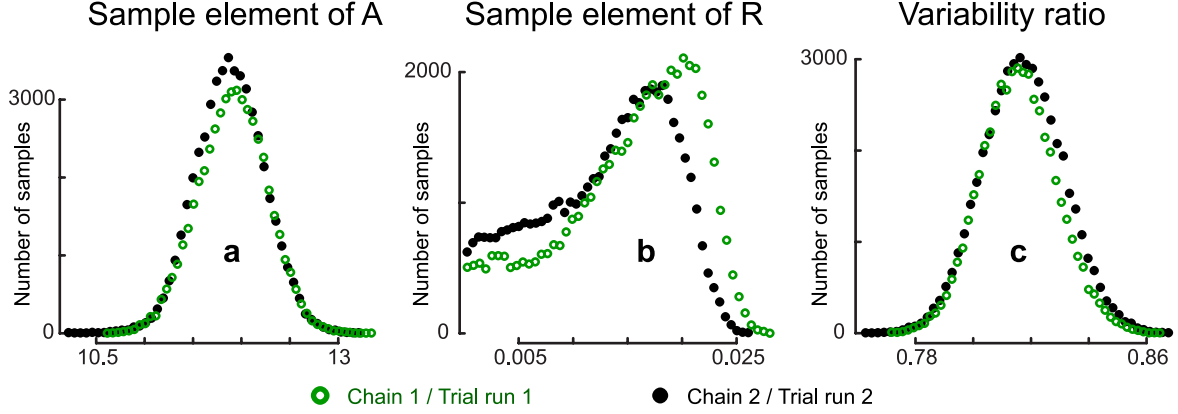 Sample element of A
Sample element of R
Variability ratio
Number of samples
3000
0
10.5
13
a
Number of samples
2000
0
0.005
0.025
b
Number of samples
3000
0
0.78
0.86
c
Chain 1 / Trial run 1
Chain 2 / Trial run 2